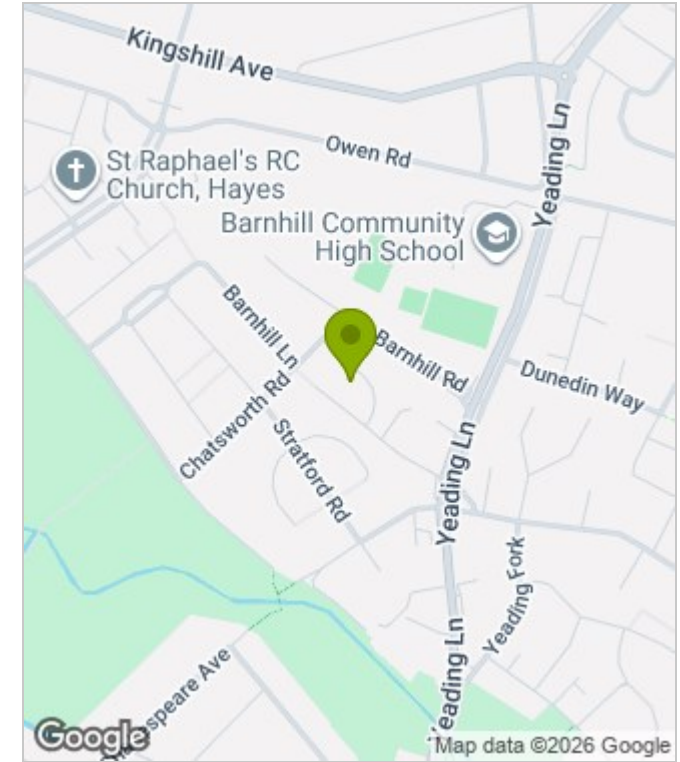 Kingshill Ave
Owen Rd
Yeading Ln
St Raphael's RC
Church, Hayes
Barnhill Community
High School
Barnhill Ln
Barnhill Rd
Dunedin Way
Chatsworth Rd
Stratford Rd
Yeading Ln
Yeading Fork
Yeading Ln
Google
Map data ©2026 Google